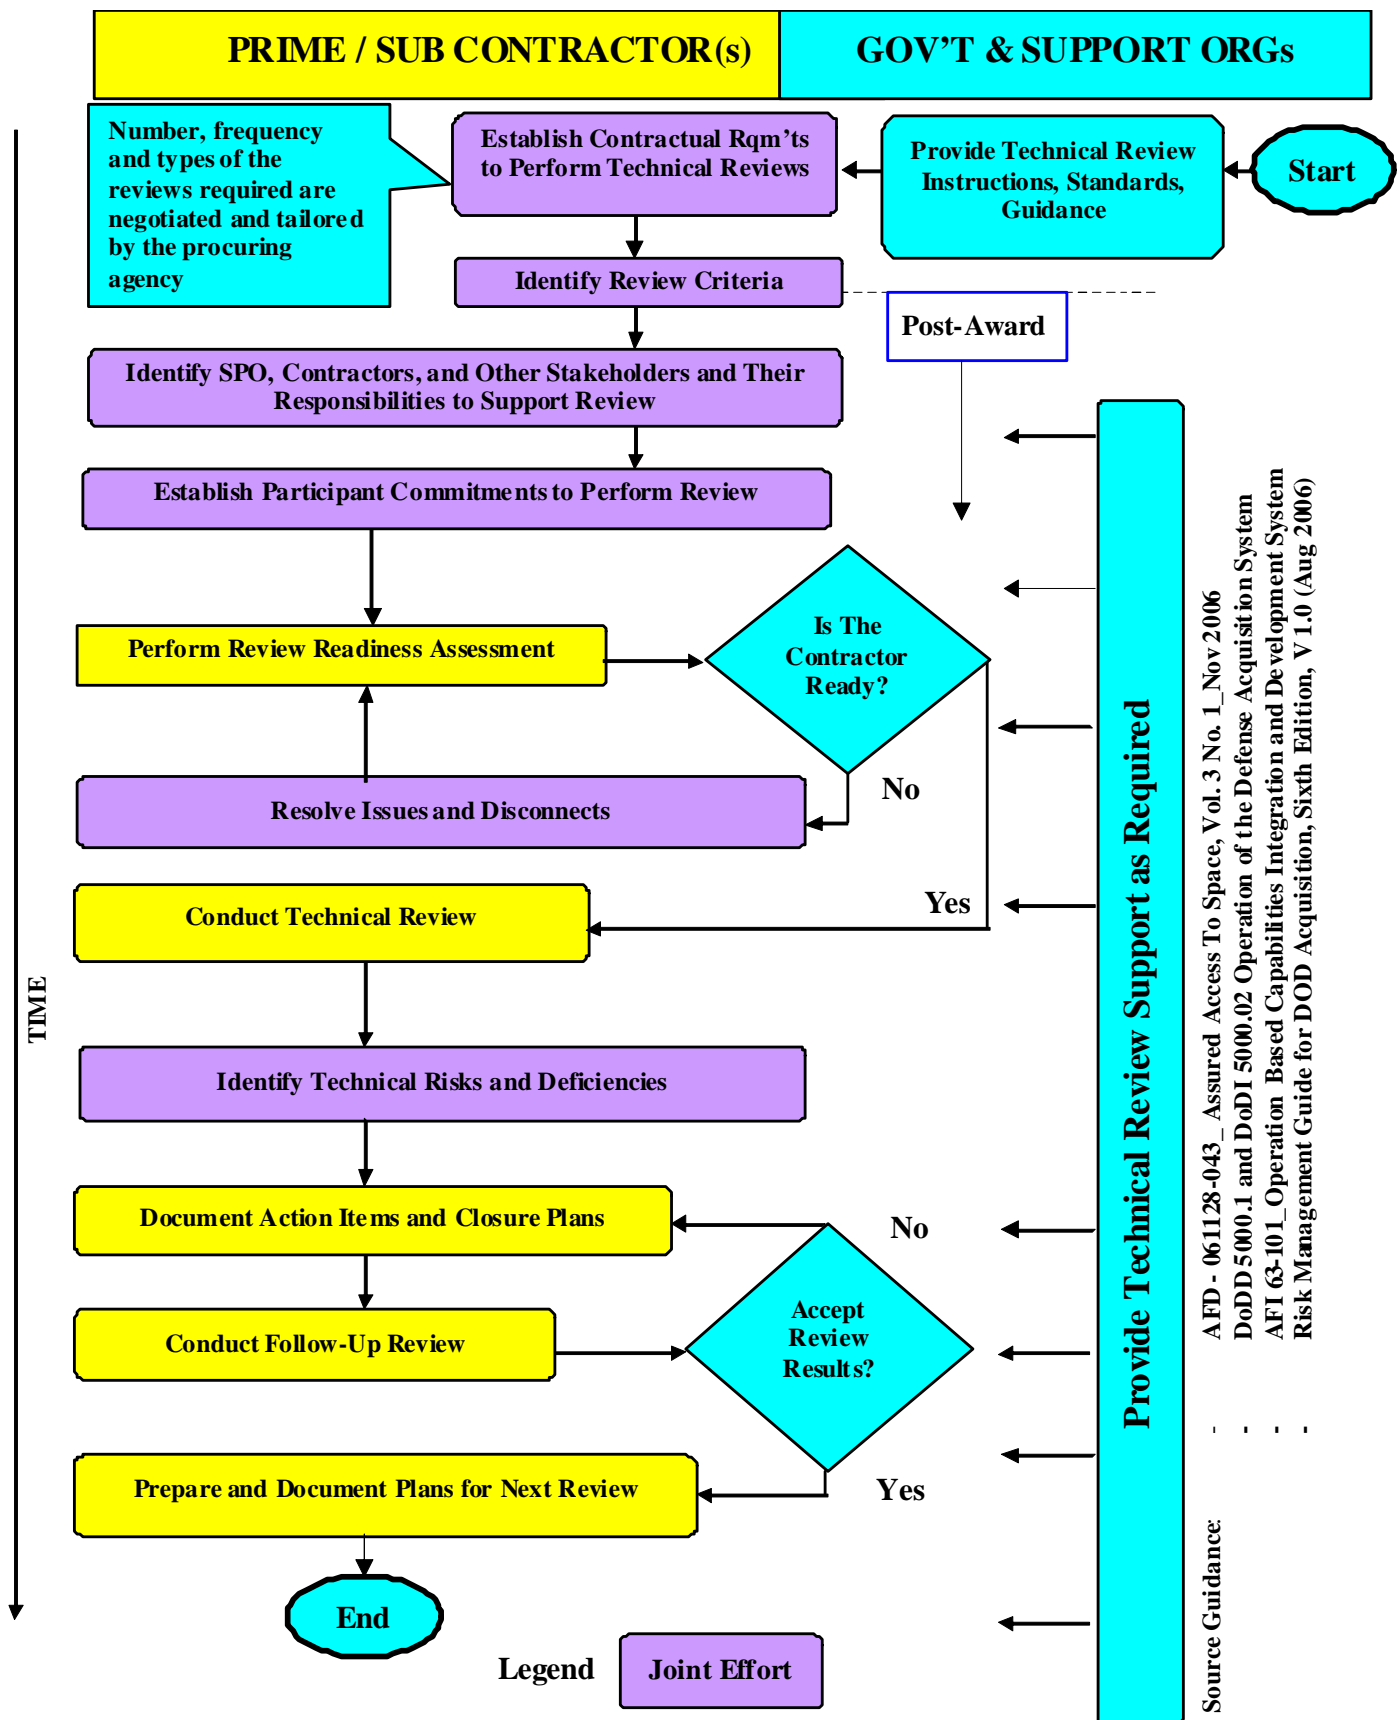 PRIME / SUB CONTRACTOR(s)
GOV'T & SUPPORT ORGs
Number, frequency
and types of the
reviews required are
negotiated and tailored
by the procuring
agency
Establish Contractual Rqm'ts
to Perform Technical Reviews
Provide Technical Review
Instructions, Standards,
Guidance
Start
Identify Review Criteria
Post-Award
Identify SPO, Contractors, and Other Stakeholders and Their
Responsibilities to Support Review
Establish Participant Commitments to Perform Review
Perform Review Readiness Assessment
Is The
Contractor
Ready?
No
Resolve Issues and Disconnects
Yes
Conduct Technical Review
TIME
Identify Technical Risks and Deficiencies
Document Action Items and Closure Plans
No
Accept
Review
Results?
Conduct Follow-Up Review
Yes
Prepare and Document Plans for Next Review
End
Legend
Joint Effort
Provide Technical Review Support as Required
Source Guidance:
- AFD - 061128-043_ Assured Access To Space, Vol. 3 No. 1_Nov 2006
- DoDD 5000.1 and DoDI 5000.02 Operation of the Defense Acquisition System
- AFI 63-101_Operation Based Capabilities Integration and Development System
- Risk Management Guide for DOD Acquisition, Sixth Edition, V 1.0 (Aug 2006)